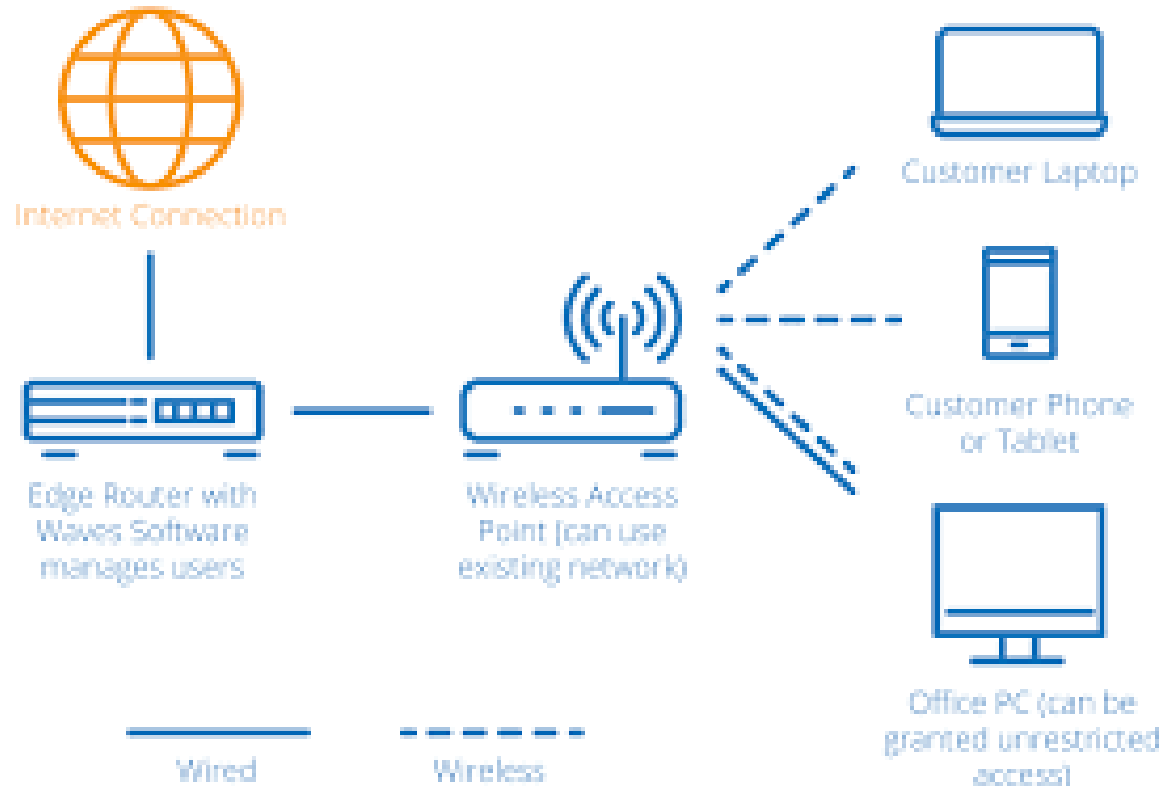 Internet Connection
Customer Laptop
Customer Phone
or Tablet
Edge Router with
Waves Software
manages users
Wireless Access
Point (can use
existing network)
Office PC (can be
granted unrestricted
access)
Wired
Wireless